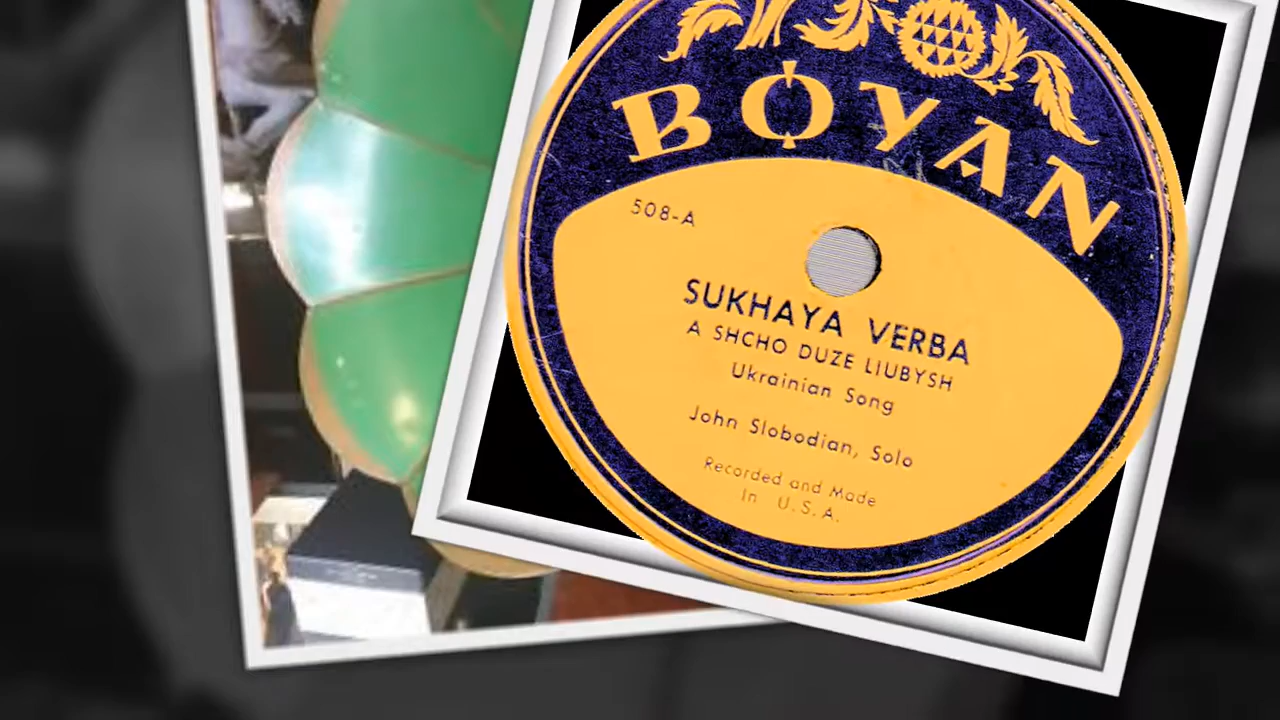 BOYAN
508-A
SUKHAYA VERBA
A SHCHO DUZE LIUBYSH
Ukrainian Song
John Slobodian, Solo
Recorded and Made
In U.S.A.